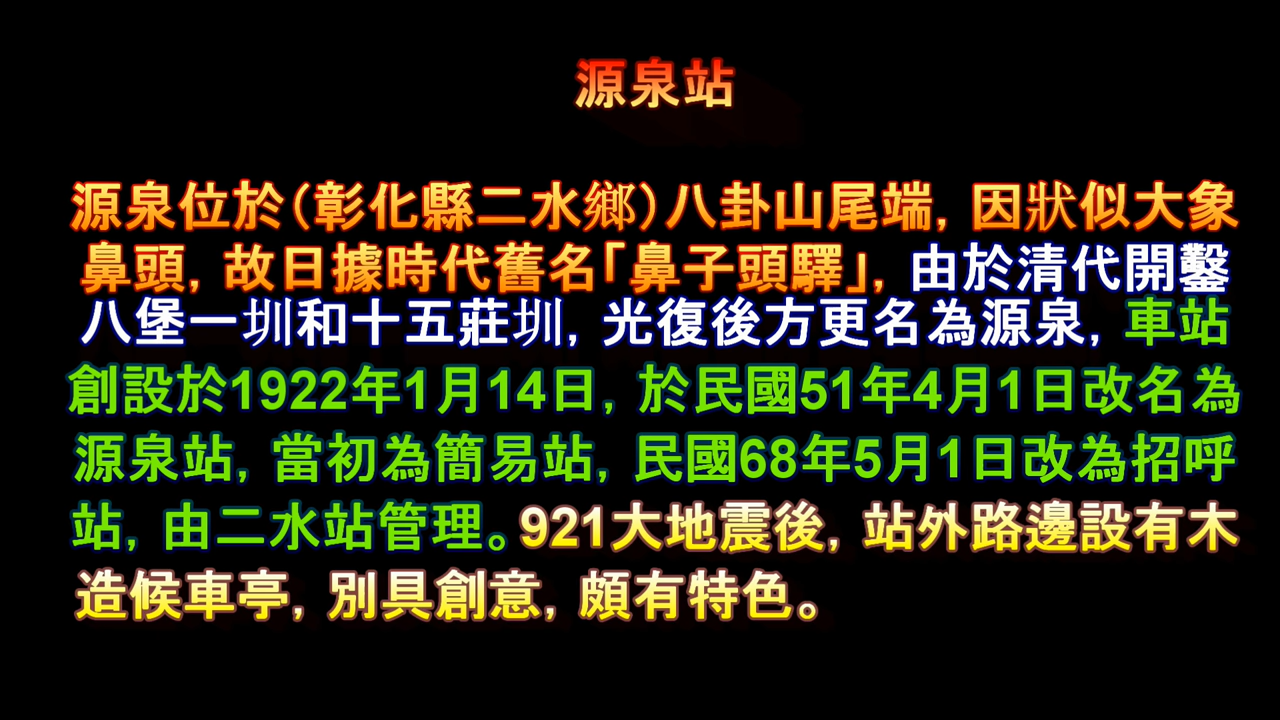 源泉站
源泉位於(彰化縣二水鄉)八卦山尾端, 因狀似大象
鼻頭, 故日據時代舊名「鼻子頭驛」, 由於清代開鑿
八堡一圳和十五莊圳, 光復後方更名為源泉, 車站
創設於1922年1月14日, 於民國51年4月1日改名為
源泉站, 當初為簡易站, 民國68年5月1日改為招呼
站, 由二水站管理。921大地震後, 站外路邊設有木
造候車亭, 別具創意, 頗有特色。